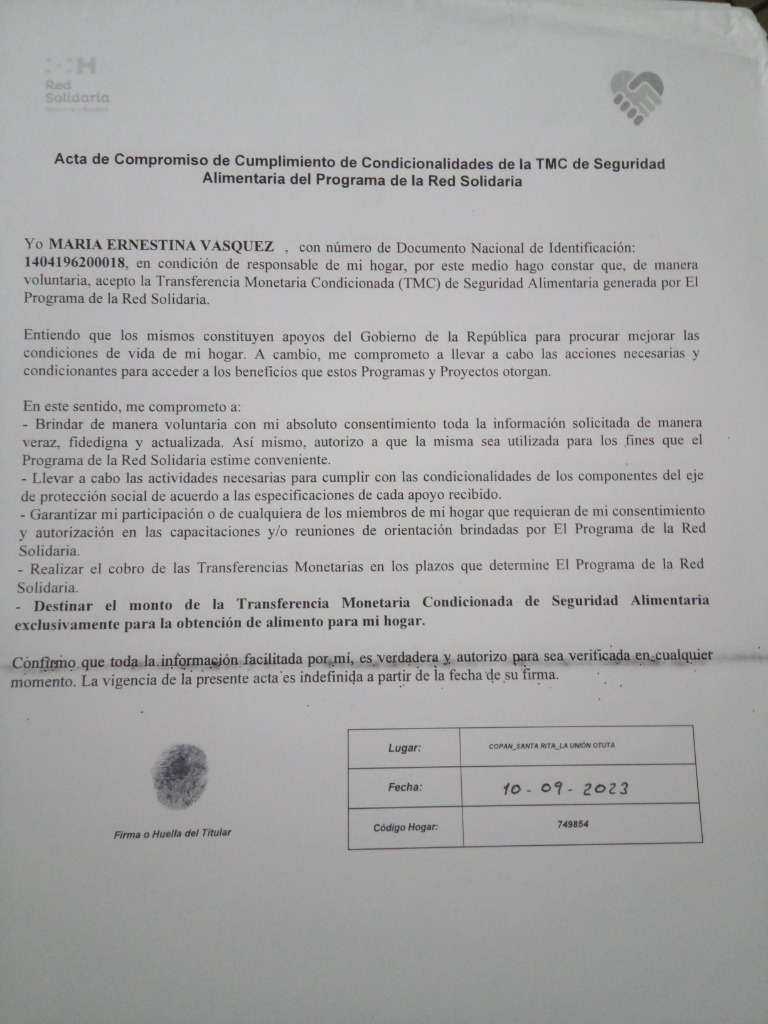 H
Red
Solidaria
Acta de Compromiso de Cumplimiento de Condicionalidades de la TMC de Seguridad
Alimentaria del Programa de la Red Solidaria
Yo MARIA ERNESTINA VASQUEZ , con número de Documento Nacional de Identificación:
1404196200018, en condición de responsable de mi hogar, por este medio hago constar que, de manera
voluntaria, acepto la Transferencia Monetaria Condicionada (TMC) de Seguridad Alimentaria generada por El
Programa de la Red Solidaria.
Entiendo que los mismos constituyen apoyos del Gobierno de la República para procurar mejorar las
condiciones de vida de mi hogar. A cambio, me comprometo a llevar a cabo las acciones necesarias y
condicionantes para acceder a los beneficios que estos Programas y Proyectos otorgan.
En este sentido, me comprometo a:
- Brindar de manera voluntaria con mi absoluto consentimiento toda la información solicitada de manera
veraz, fidedigna y actualizada. Así mismo, autorizo a que la misma sea utilizada para los fines que el
Programa de la Red Solidaria estime conveniente.
- Llevar a cabo las actividades necesarias para cumplir con las condicionalidades de los componentes del eje
de protección social de acuerdo a las especificaciones de cada apoyo recibido.
- Garantizar mi participación o de cualquiera de los miembros de mi hogar que requieran de mi consentimiento
y autorización en las capacitaciones y/o reuniones de orientación brindadas por El Programa de la Red
Solidaria.
- Realizar el cobro de las Transferencias Monetarias en los plazos que determine El Programa de la Red
Solidaria.
- Destinar el monto de la Transferencia Monetaria Condicionada de Seguridad Alimentaria
exclusivamente para la obtención de alimento para mi hogar.
Confirmo que toda la información facilitada por mí, es verdadera y autorizo para sea verificada en cualquier
momento. La vigencia de la presente acta es indefinida a partir de la fecha de su firma.
Lugar: COPAN_SANTA RITA_LA UNIÓN OTUTA
Fecha: 10-09-2023
Código Hogar: 749854
Firma o Huella del Titular